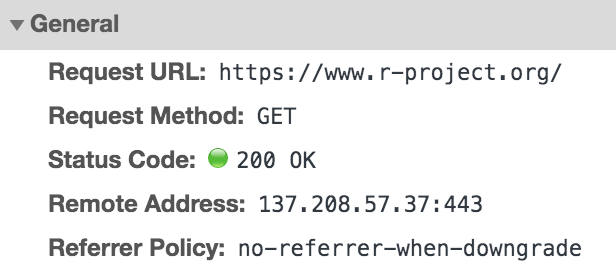 General
Request URL: https://www.r-project.org/
Request Method: GET
Status Code: 200 OK
Remote Address: 137.208.57.37:443
Referrer Policy: no-referrer-when-downgrade